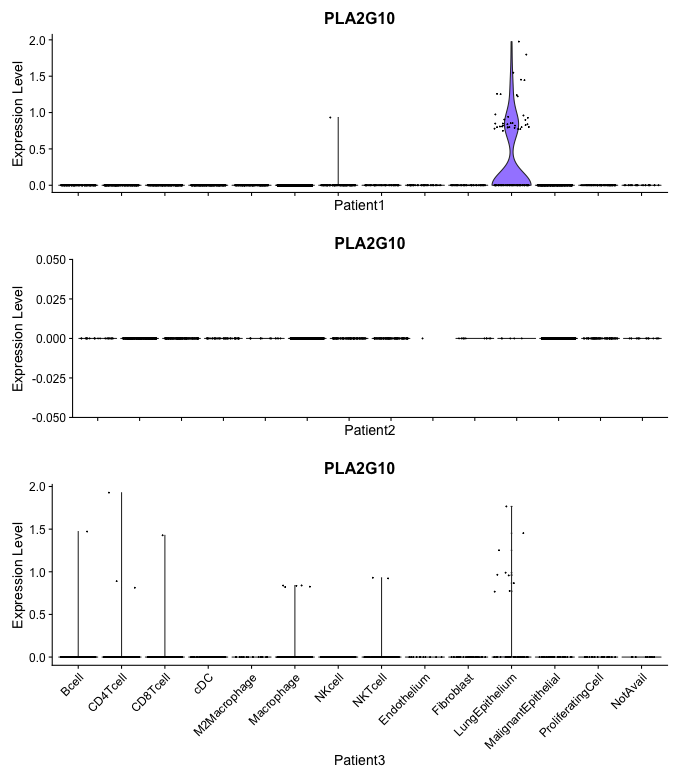 PLA2G10
Expression Level
2.0
1.5
1.0
0.5
0.0
Patient1
PLA2G10
Expression Level
0.050
0.025
0.000
-0.025
-0.050
Patient2
PLA2G10
Expression Level
2.0
1.5
1.0
0.5
0.0
Bcell
CD4Tcell
CD8Tcell
cDC
M2Macrophage
Macrophage
NKcell
NKTcell
Endothelium
Fibroblast
LungEpithelium
MalignantEpithelial
ProliferatingCell
NotAvail
Patient3